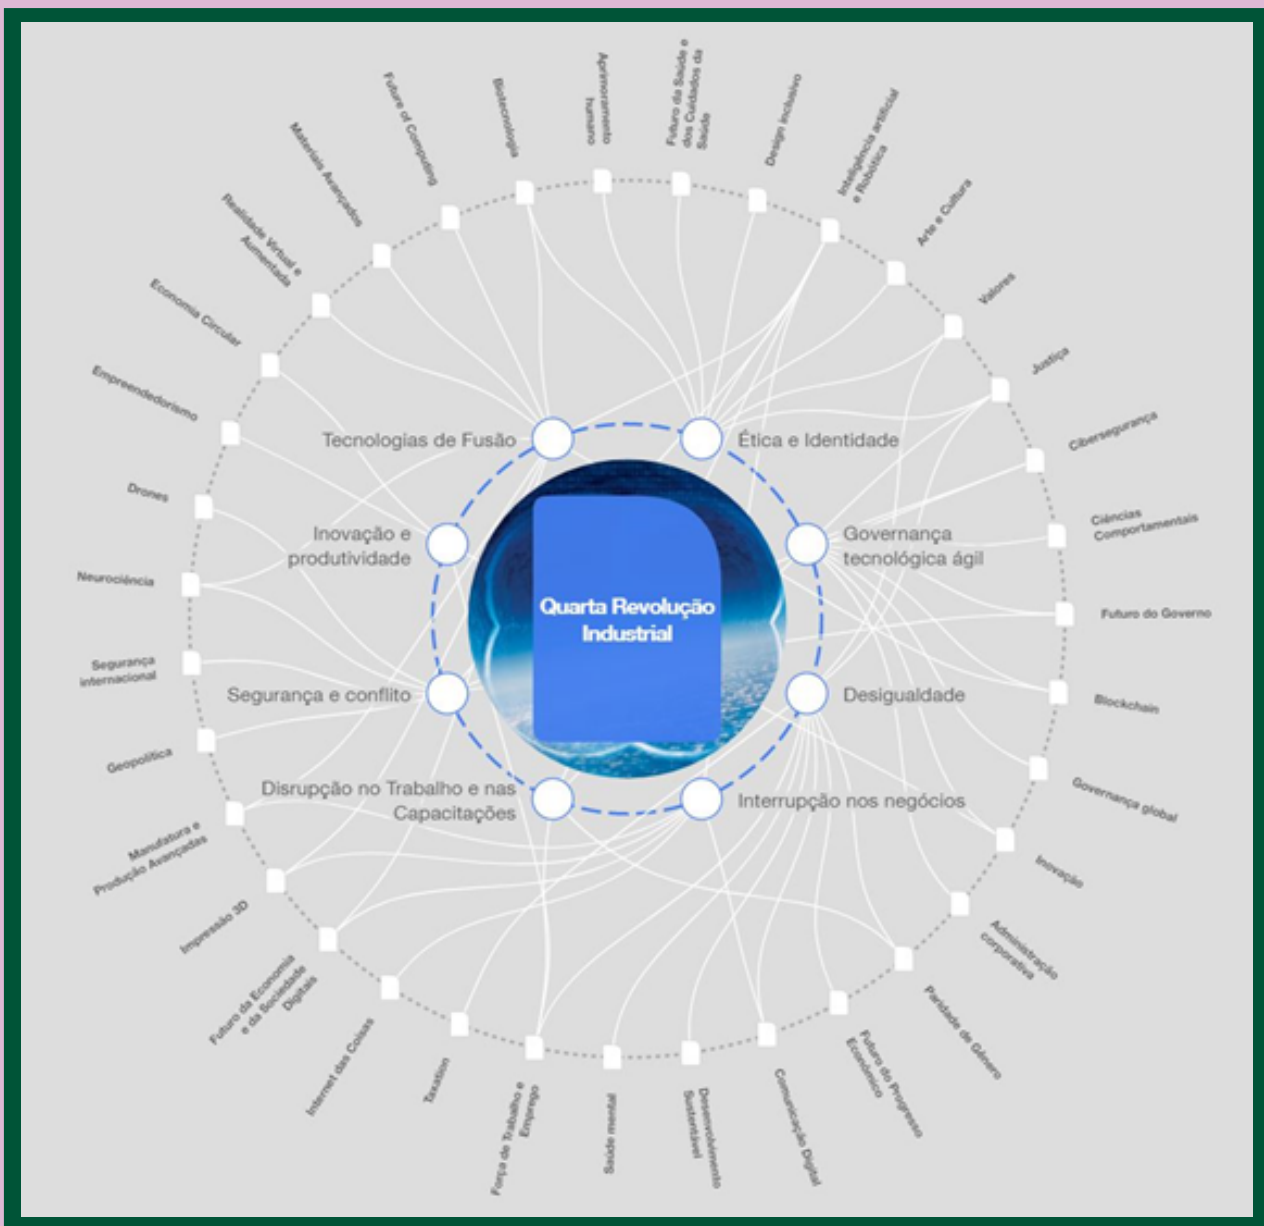 Quarta Revolução
Industrial
Tecnologias de Fusão
Ética e Identidade
Inovação e
produtividade
Governança
tecnológica ágil
Segurança e conflito
Desigualdade
Disrupção no Trabalho e nas
Capacitações
Interrupção nos negócios
Biotecnologia
Aprimoramento
humano
Futuro da Saúde e
dos Cuidados da
Saúde
Design inclusivo
Inteligência artificial
e Robótica
Arte e Cultura
Valores
Justiça
Cibersegurança
Ciências
Comportamentais
Futuro do Governo
Blockchain
Governança global
Inovação
Administração
corporativa
Paridade de Gênero
Futuro do Progresso
Econômico
Comunicação Digital
Desenvolvimento
Sustentável
Saúde mental
Força de Trabalho e
Emprego
Taxation
Internet das Coisas
Futuro da Economia
e da Sociedade
Digitais
Impressão 3D
Manufatura e
Produção Avançadas
Geopolítica
Segurança
internacional
Neurociência
Drones
Empreendedorismo
Economia Circular
Realidade Virtual e
Aumentada
Materiais Avançados
Future of Computing